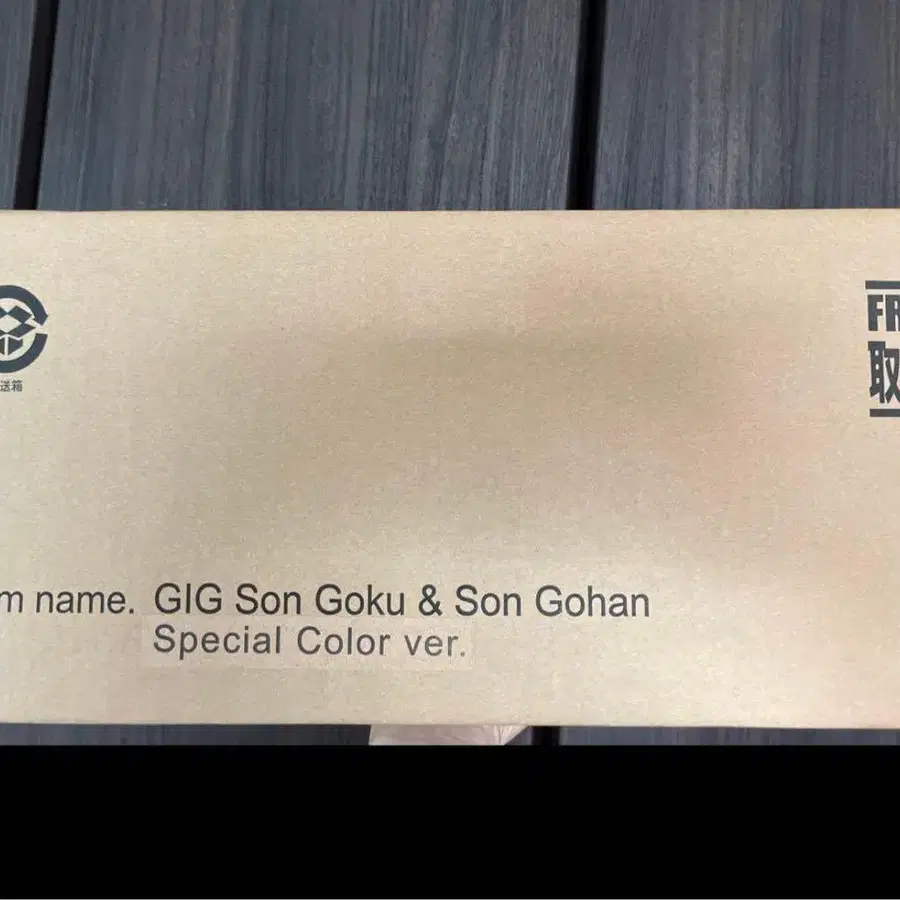 送箱
FR
取
m name. GIG Son Goku & Son Gohan
Special Color ver.